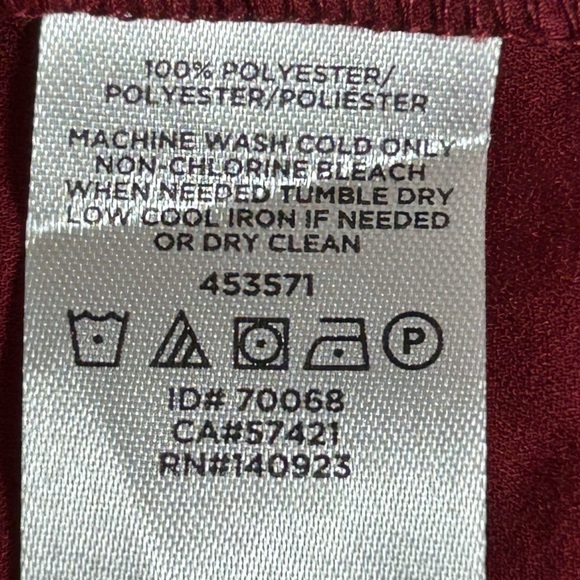 100% POLYESTER/
POLYESTER/POLIÉSTER
MACHINE WASH COLD ONLY
NON-CHLORINE BLEACH
WHEN NEEDED TUMBLE DRY
LOW COOL IRON IF NEEDED
OR DRY CLEAN
453571
P
ID# 70068
CA#57421
RN#140923